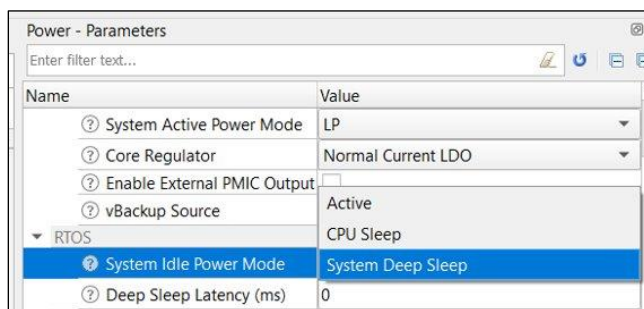 Power - Parameters
Enter filter text...
Name Value
System Active Power Mode LP
Core Regulator Normal Current LDO
Enable External PMIC Output
Active
vBackup Source
CPU Sleep
RTOS
System Idle Power Mode System Deep Sleep
Deep Sleep Latency (ms) 0